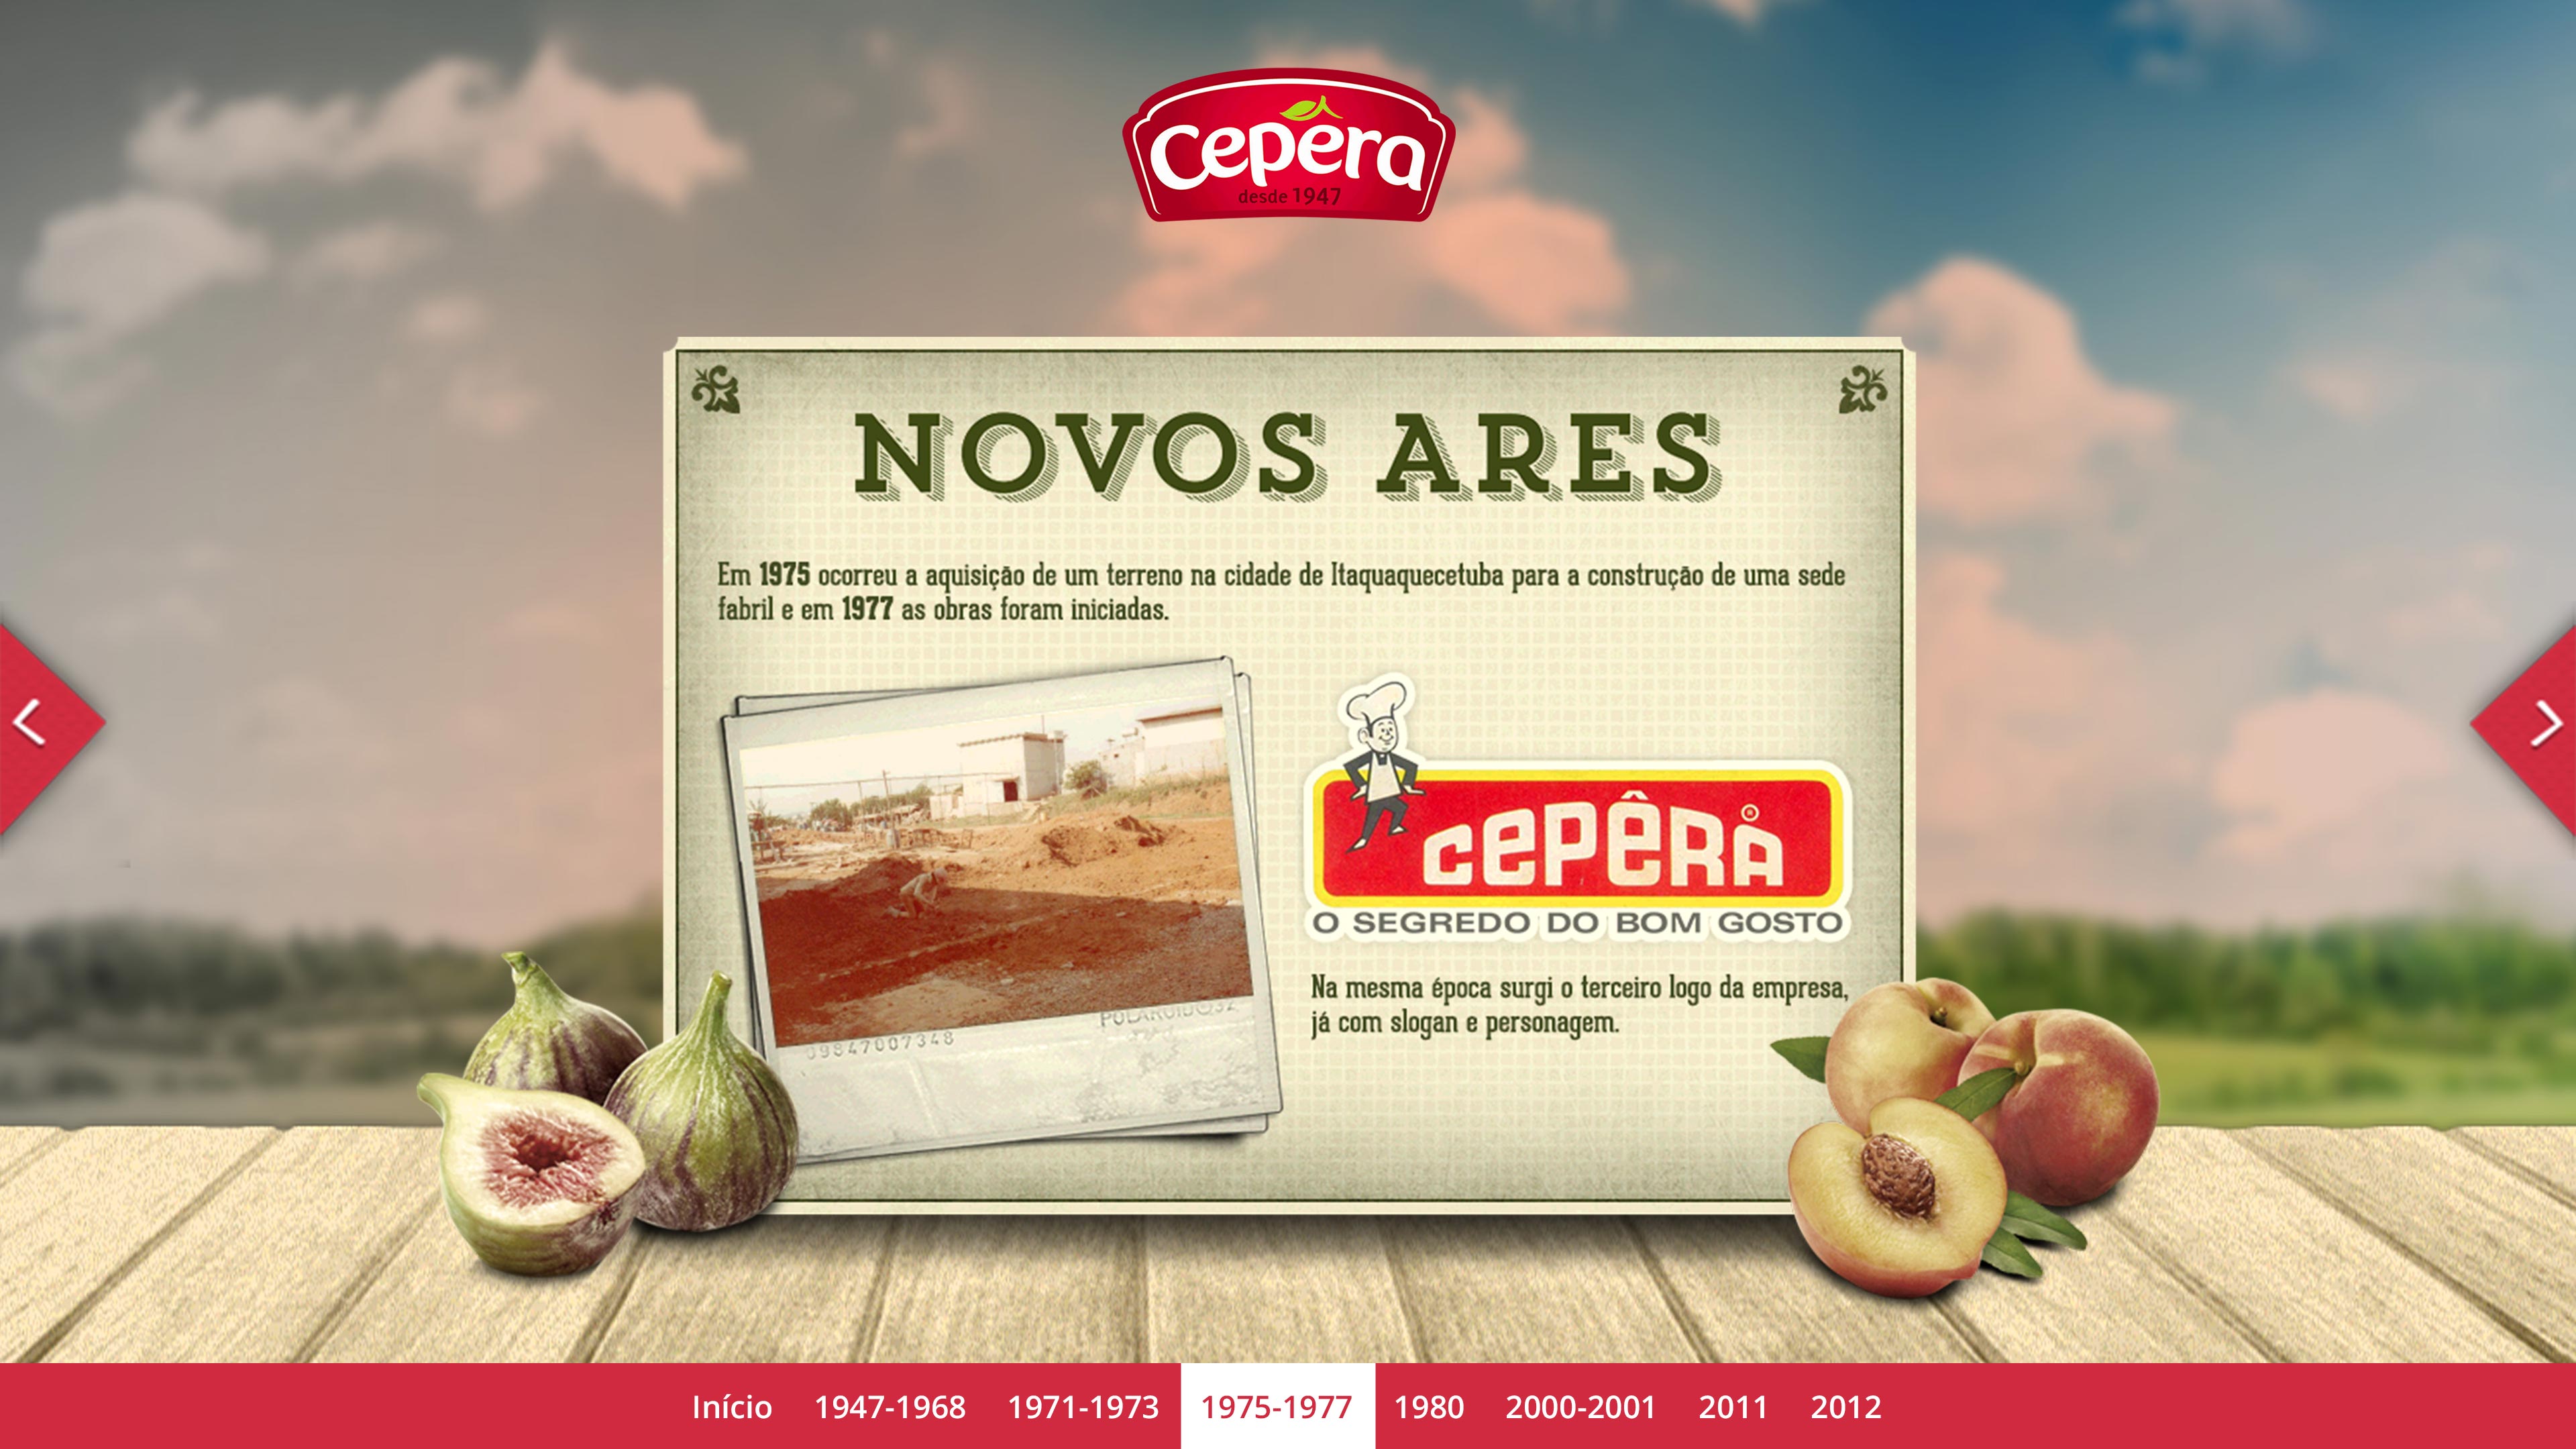 cepêra
desde 1947
NOVOS ARES
Em 1975 ocorreu a aquisição de um terreno na cidade de Itaquaquecetuba para a construção de uma sede
fabril e em 1977 as obras foram iniciadas.
CEPÊRA
O SEGREDO DO BOM GOSTO
Na mesma época surgi o terceiro logo da empresa,
já com slogan e personagem.
09847007348
Início 1947-1968 1971-1973 1975-1977 1980 2000-2001 2011 2012